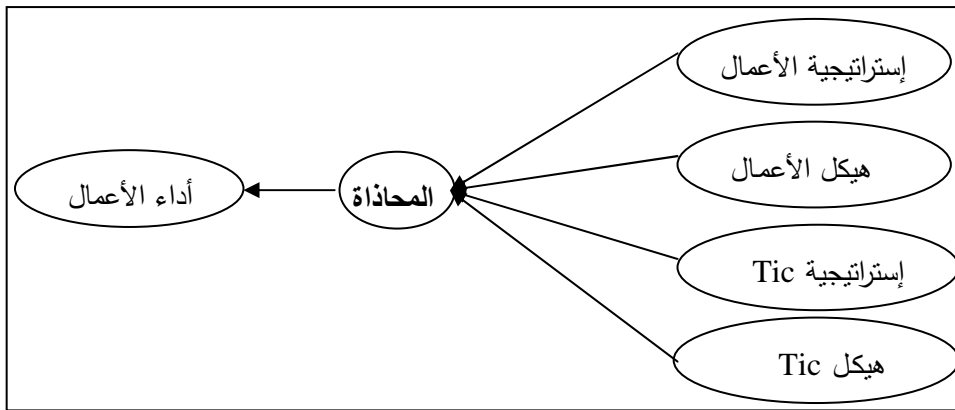 إستراتيجية الأعمال
هيكل الأعمال
إستراتيجية Tic
هيكل Tic
المحاذاة
أداء الأعمال